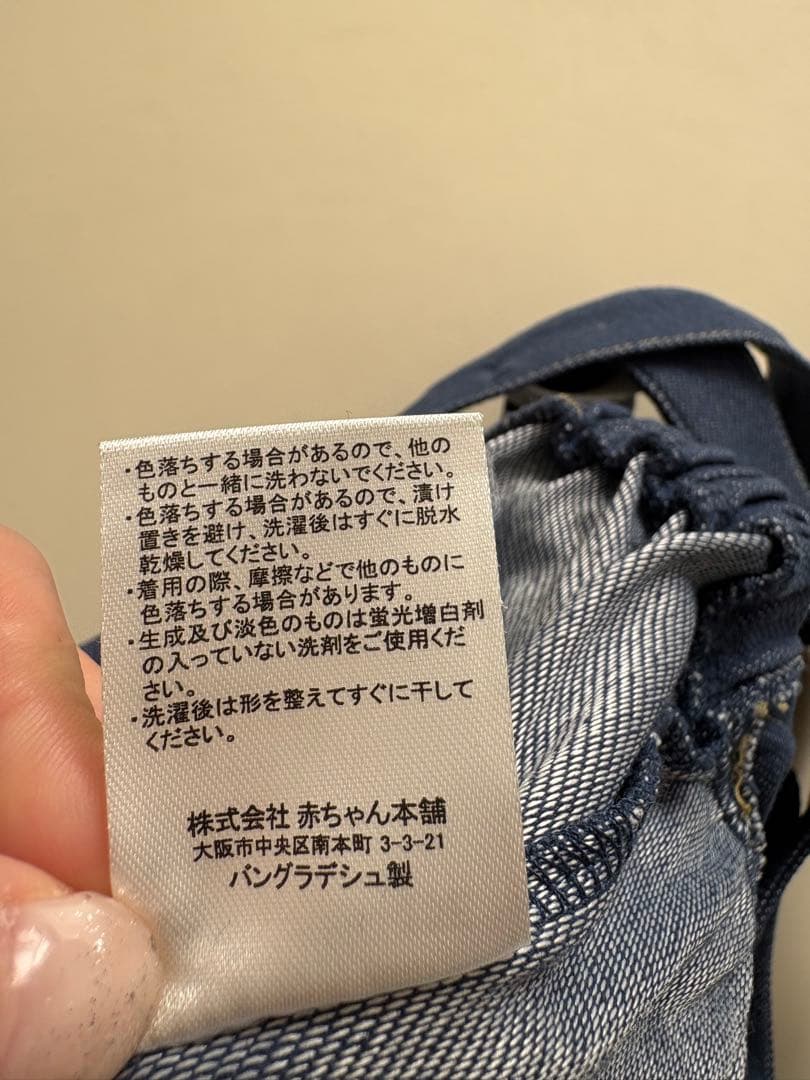 ・色落ちする場合があるので、他の
ものと一緒に洗わないでください。
・色落ちする場合があるので、漬け
置きを避け、洗濯後はすぐに脱水
乾燥してください。
・着用の際、摩擦などで他のものに
色落ちする場合があります。
・生成及び淡色のものは蛍光増白剤
の入っていない洗剤をご使用くだ
さい。
・洗濯後は形を整えてすぐに干して
ください。
株式会社 赤ちゃん本舗
大阪市中央区南本町 3-3-21
バングラデシュ製